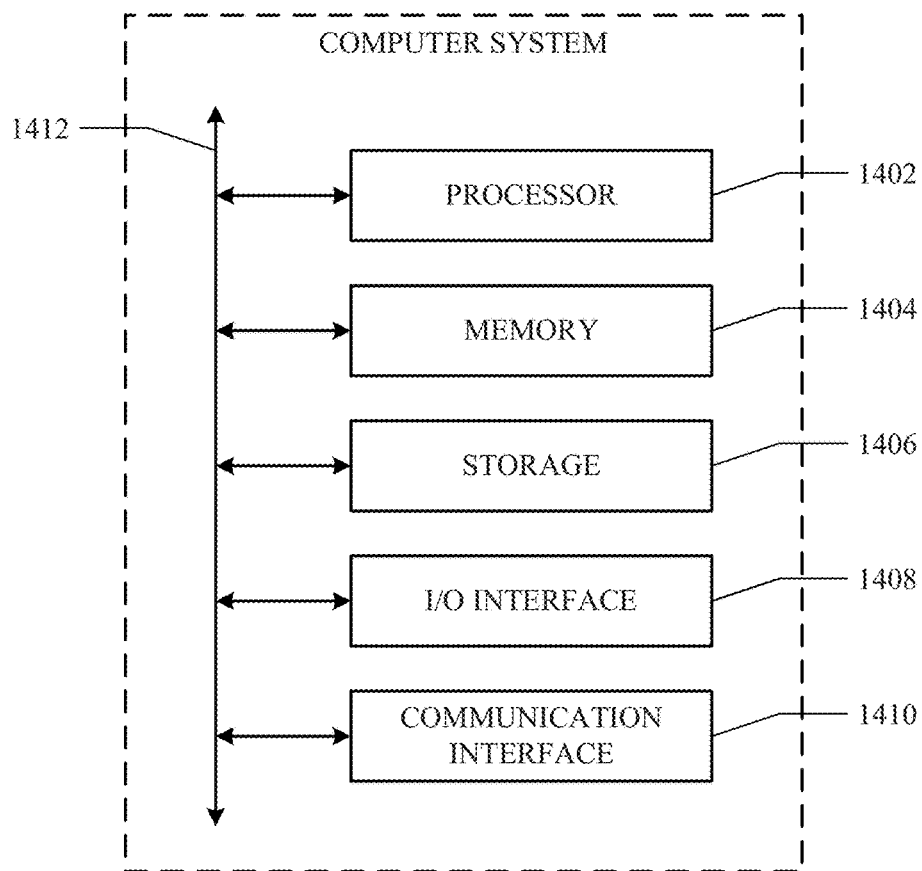 COMPUTER SYSTEM
1412
PROCESSOR
1402
MEMORY
1404
STORAGE
1406
I/O INTERFACE
1408
COMMUNICATION
INTERFACE
1410